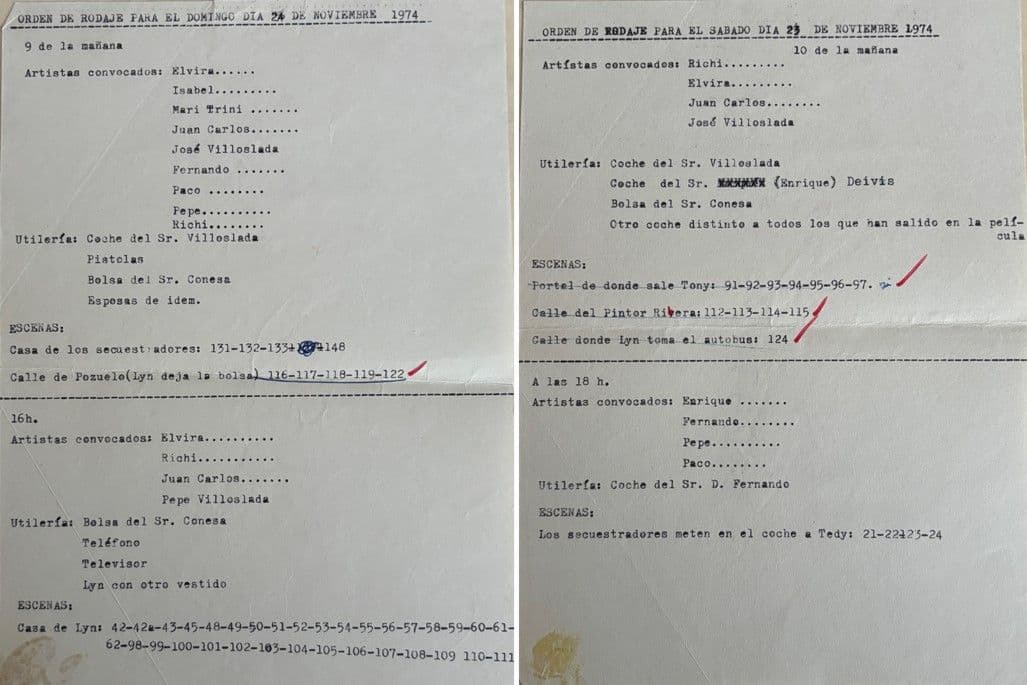 ORDEN DE RODAJE PARA EL DOMINGO DIA 24 DE NOVIEMBRE 1974
9 de la mañana
Artistas convocados: Elvira......
Isabel.........
Mari Trini .......
Juan Carlos.......
José Villoslada
Fernando .......
Paco ........
Pepe..........
Richi........
Utilería: Coche del Sr. Villoslada
Pistolas
Bolsa del Sr. Conesa
Esposas de idem.
ESCENAS:
Casa de los secuestradores: 131-132-133- 148
Calle de Pozuelo(Lyn deja la bolsa) 116-117-118-119-122
16h.
Artistas convocados: Elvira..........
Richi...........
Juan Carlos.......
Pepe Villoslada
Utilería: Bolsa del Sr. Conesa
Teléfono
Televisor
Lyn con otro vestido
ESCENAS:
Casa de Lyn: 42-42a-43-45-48-49-50-51-52-53-54-55-56-57-58-59-60-61-
62-98-99-100-101-102-103-104-105-106-107-108-109 110-111
ORDEN DE RODAJE PARA EL SABADO DIA 23 DE NOVIEMBRE 1974
10 de la mañana
Artístas convocados: Richi.........
Elvira.........
Juan Carlos........
José Villoslada
Utilería: Coche del Sr. Villoslada
Coche del Sr. (Enrique) Deivis
Bolsa del Sr. Conesa
Otro coche distinto a todos los que han salido en la pelí-
cula
ESCENAS:
Portal de donde sale Tony: 91-92-93-94-95-96-97.
Calle del Pintor Ribera: 112-113-114-115
Calle donde Lyn toma el autobus: 124
A las 18 h.
Artistas convocados: Enrique .......
Fernando........
Pepe..........
Paco........
Utilería: Coche del Sr. D. Fernando
ESCENAS:
Los secuestradores meten en el coche a Tedy: 21-22-23-24